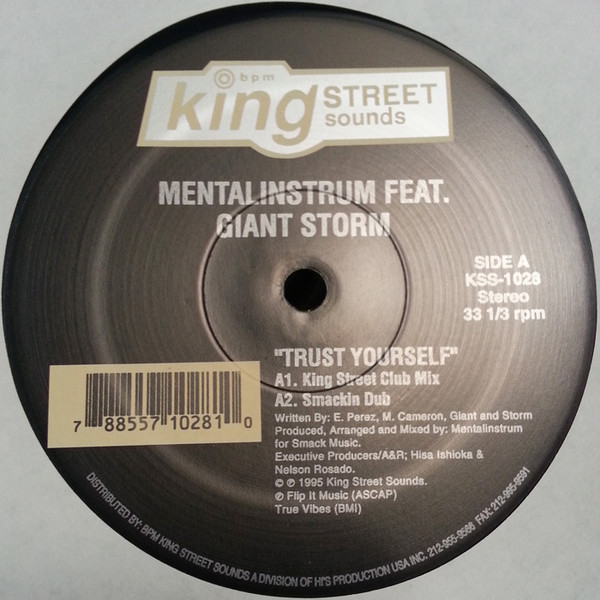 bpm
king STREET
sounds
MENTALINSTRUM FEAT.
GIANT STORM
SIDE A
KSS-1028
Stereo
33 1/3 rpm
"TRUST YOURSELF"
A1. King Street Club Mix
A2. Smackin Dub
Written By: E. Perez, M. Cameron, Giant and Storm
Produced, Arranged and Mixed by: Mentalinstrum
for Smack Music.
Executive Producers/A&R; Hisa Ishioka &
Nelson Rosado.
© ℗ 1995 King Street Sounds.
℗ Flip It Music (ASCAP)
True Vibes (BMI)
7 88557 10281 0
DISTRIBUTED BY: BPM KING STREET SOUNDS A DIVISION OF HI'S PRODUCTION USA INC. 212-955-9566 FAX: 212-995-9591